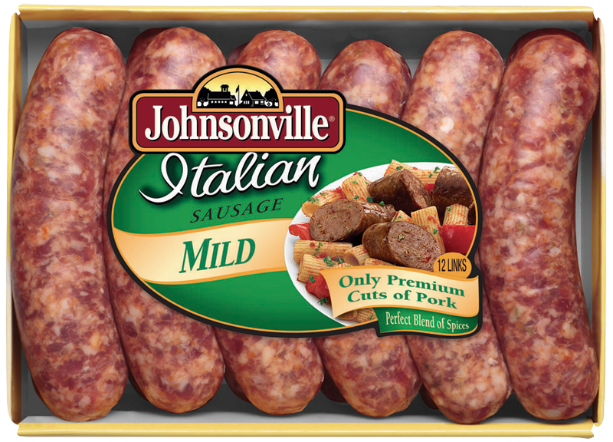 Johnsonville®
Italian
SAUSAGE
MILD
12 LINKS
Only Premium
Cuts of Pork
Perfect Blend of Spices